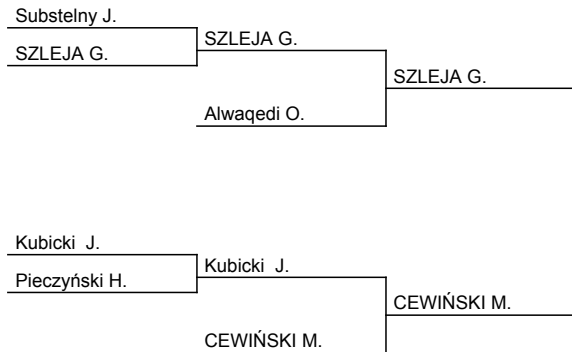 Substelny J.
SZLEJA G.
SZLEJA G.
SZLEJA G.
Alwaqedi O.
Kubicki  J.
Kubicki  J.
Pieczyński H.
CEWIŃSKI M.
CEWIŃSKI M.